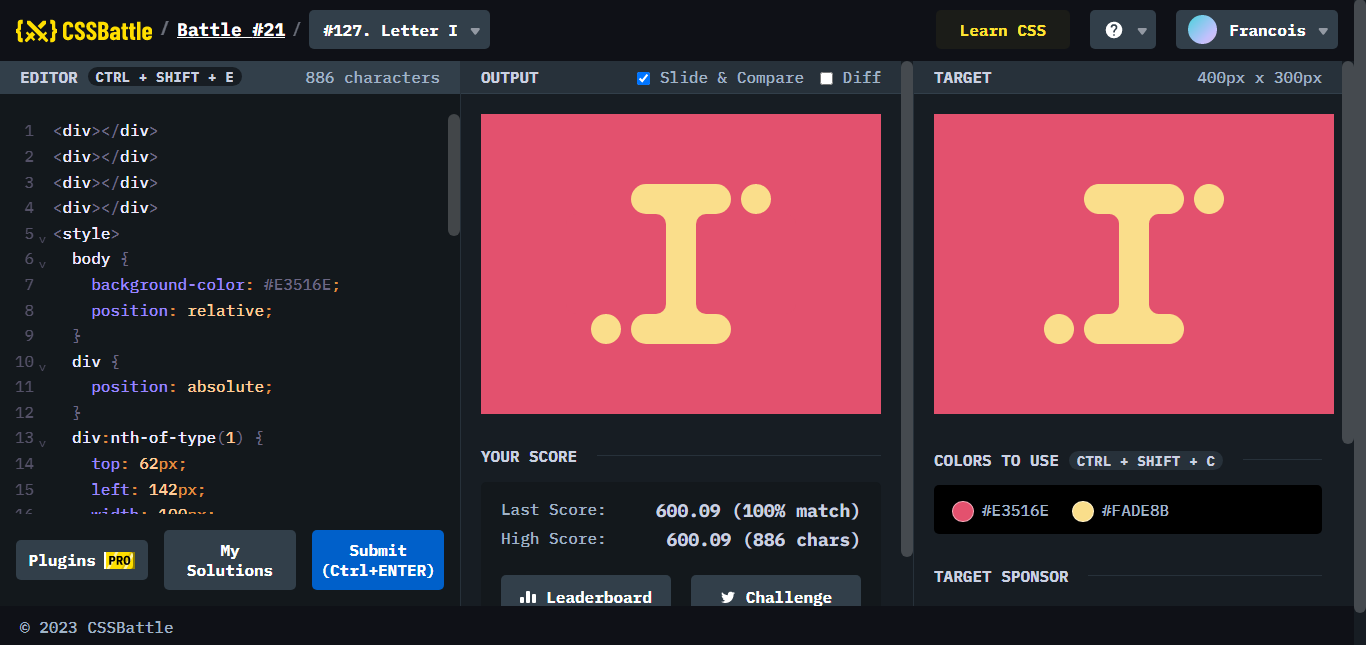 {X} CSSBattle / Battle #21 / #127. Letter I Learn CSS Francois
EDITOR CTRL + SHIFT + E 886 characters
1 <div></div>
2 <div></div>
3 <div></div>
4 <div></div>
5 <style>
6 body {
7 background-color: #E3516E;
8 position: relative;
9 }
10 div {
11 position: absolute;
12 }
13 div:nth-of-type(1) {
14 top: 62px;
15 left: 142px;
16 width: 100px;
Plugins PRO
My Solutions
Submit (Ctrl+ENTER)
OUTPUT Slide & Compare Diff
YOUR SCORE
Last Score: 600.09 (100% match)
High Score: 600.09 (886 chars)
Leaderboard Challenge
TARGET 400px x 300px
COLORS TO USE CTRL + SHIFT + C
#E3516E #FADE8B
TARGET SPONSOR
© 2023 CSSBattle